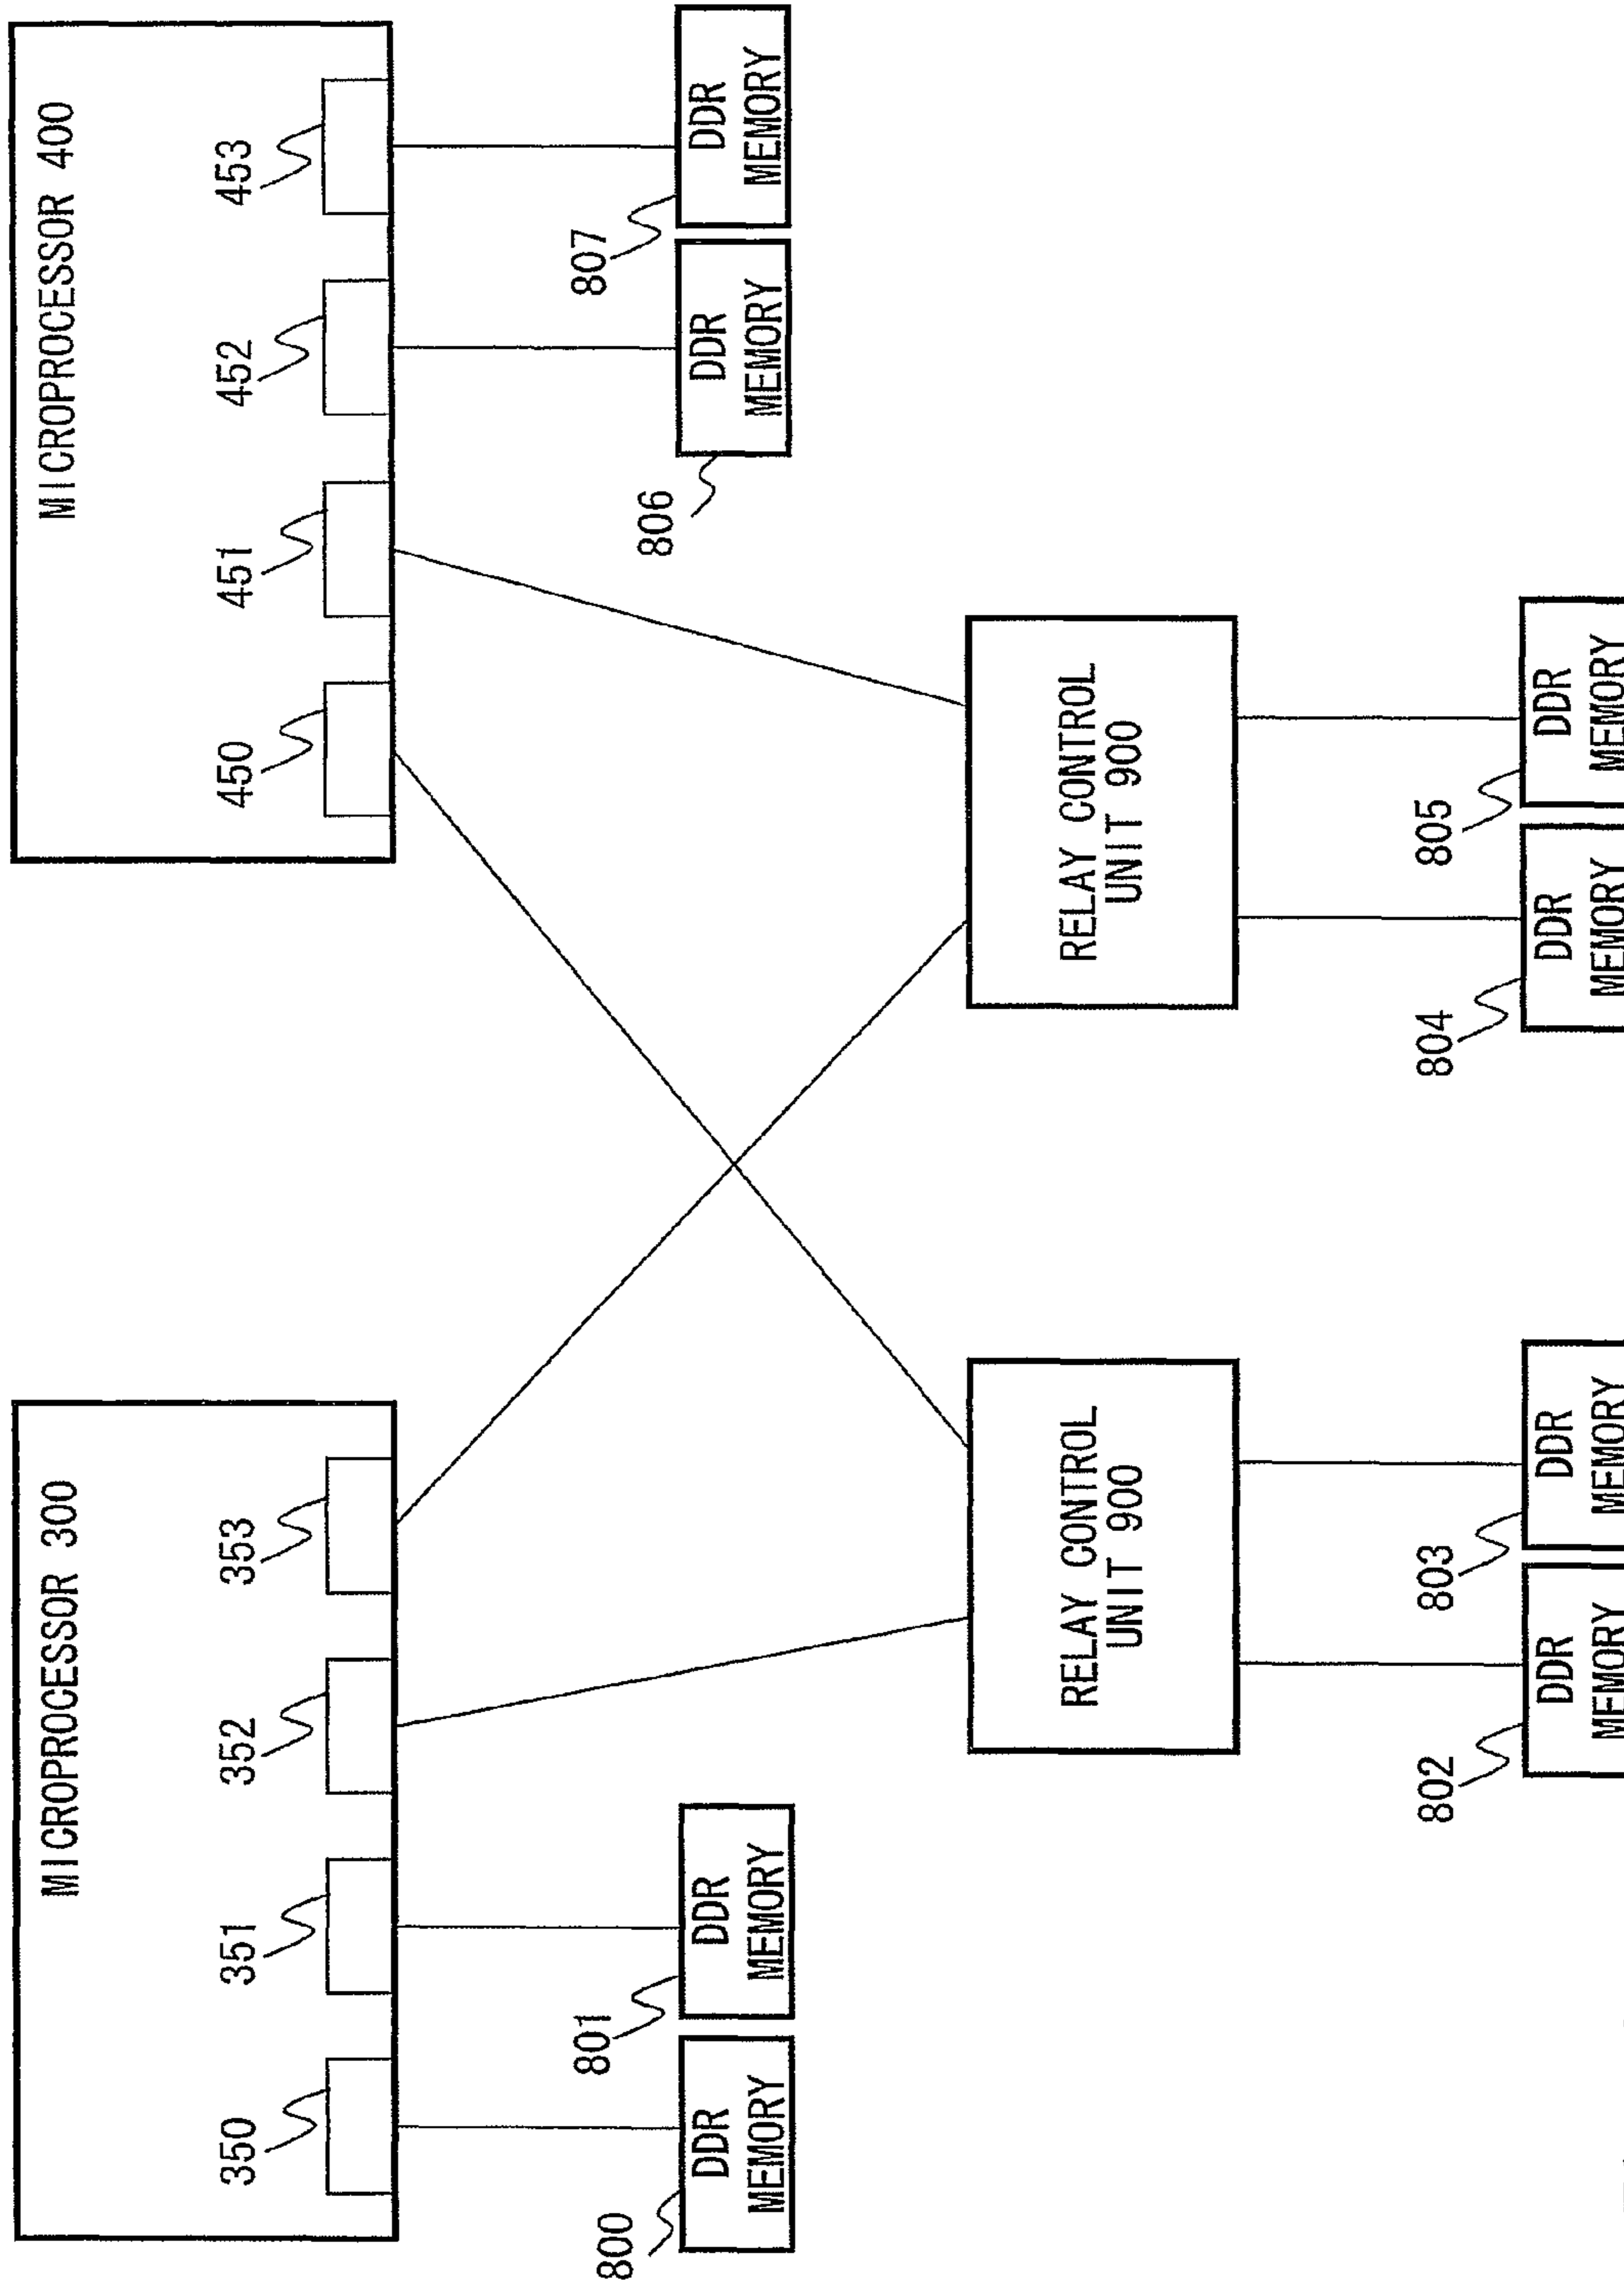 MICROPROCESSOR 300
350
351
352
353
MICROPROCESSOR 400
450
451
452
453
800
DDR
MEMORY
801
DDR
MEMORY
806
DDR
MEMORY
807
DDR
MEMORY
RELAY CONTROL
UNIT 900
RELAY CONTROL
UNIT 900
802
DDR
MEMORY
803
DDR
MEMORY
804
DDR
MEMORY
805
DDR
MEMORY